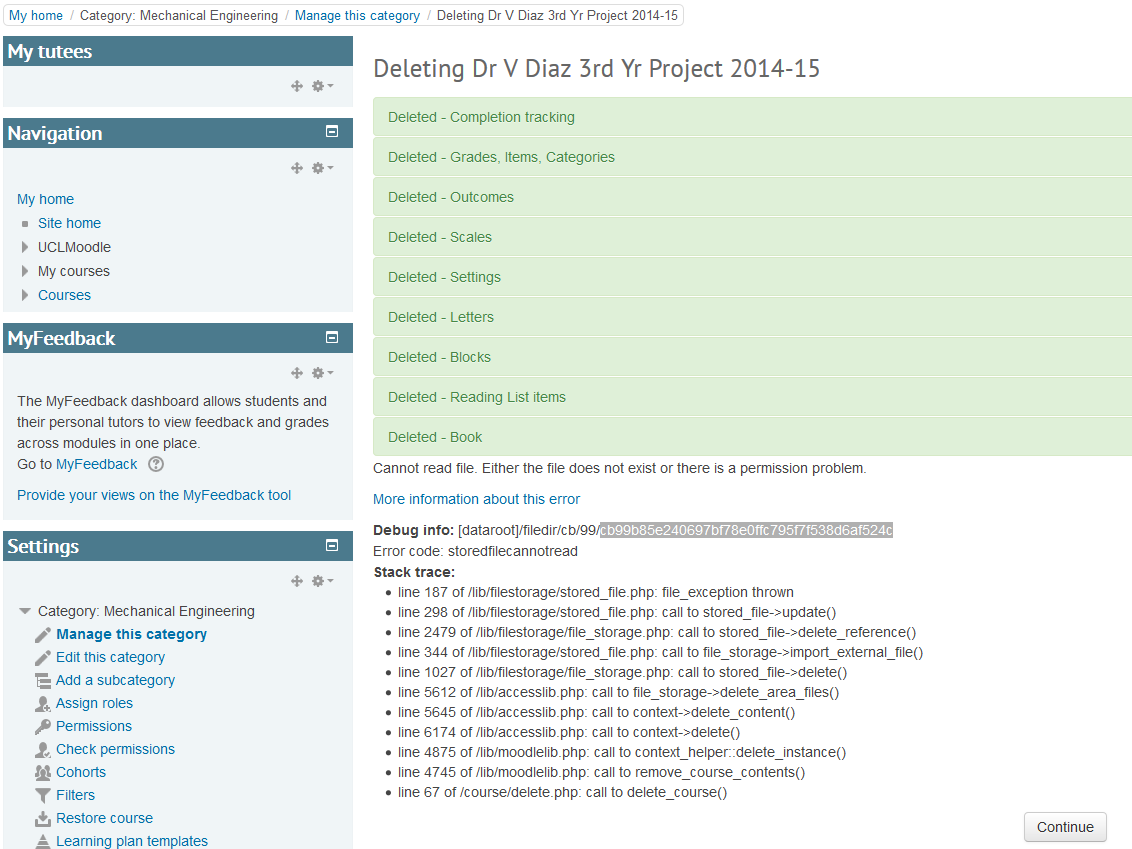 My home / Category: Mechanical Engineering / Manage this category / Deleting Dr V Diaz 3rd Yr Project 2014-15
My tutees
Navigation
My home
Site home
UCLMoodle
My courses
Courses
MyFeedback
The MyFeedback dashboard allows students and
their personal tutors to view feedback and grades
across modules in one place.
Go to MyFeedback ?
Provide your views on the MyFeedback tool
Settings
Category: Mechanical Engineering
Manage this category
Edit this category
Add a subcategory
Assign roles
Permissions
Check permissions
Cohorts
Filters
Restore course
Learning plan templates
Deleting Dr V Diaz 3rd Yr Project 2014-15
Deleted - Completion tracking
Deleted - Grades, Items, Categories
Deleted - Outcomes
Deleted - Scales
Deleted - Settings
Deleted - Letters
Deleted - Blocks
Deleted - Reading List items
Deleted - Book
Cannot read file. Either the file does not exist or there is a permission problem.
More information about this error
Debug info: [dataroot]/filedir/cb/99/cb99b85e240697bf78e0ffc795f7f538d6af524c
Error code: storedfilecannotread
Stack trace:
• line 187 of /lib/filestorage/stored_file.php: file_exception thrown
• line 298 of /lib/filestorage/stored_file.php: call to stored_file->update()
• line 2479 of /lib/filestorage/file_storage.php: call to stored_file->delete_reference()
• line 344 of /lib/filestorage/stored_file.php: call to file_storage->import_external_file()
• line 1027 of /lib/filestorage/file_storage.php: call to stored_file->delete()
• line 5612 of /lib/accesslib.php: call to file_storage->delete_area_files()
• line 5645 of /lib/accesslib.php: call to context->delete_content()
• line 6174 of /lib/accesslib.php: call to context->delete()
• line 4875 of /lib/moodlelib.php: call to context_helper::delete_instance()
• line 4745 of /lib/moodlelib.php: call to remove_course_contents()
• line 67 of /course/delete.php: call to delete_course()
Continue